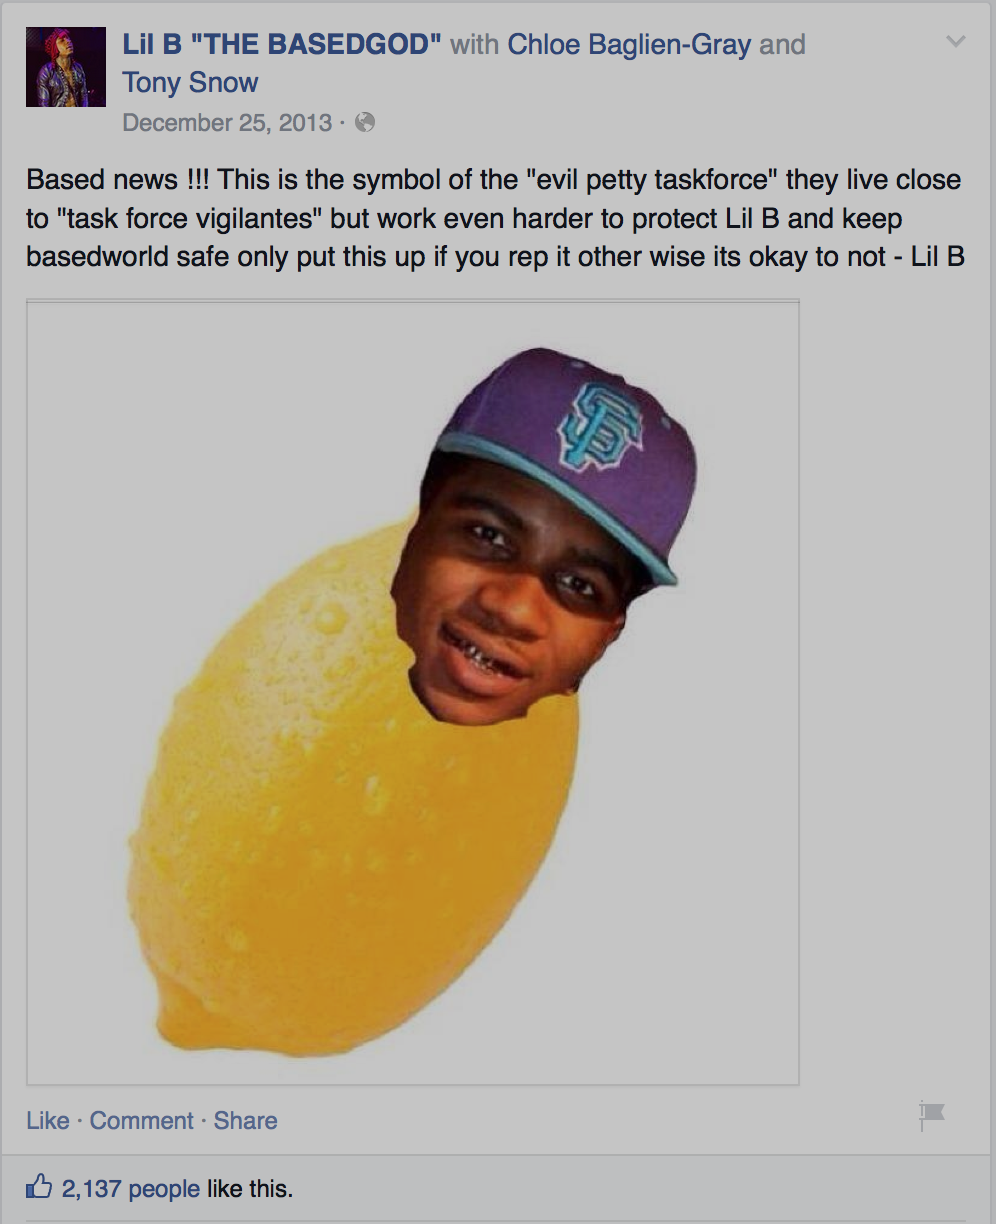 Lil B "THE BASEDGOD" with Chloe Baglien-Gray and
Tony Snow
December 25, 2013 ·
Based news !!! This is the symbol of the "evil petty taskforce" they live close
to "task force vigilantes" but work even harder to protect Lil B and keep
basedworld safe only put this up if you rep it other wise its okay to not - Lil B
SF
Like · Comment · Share
2,137 people like this.